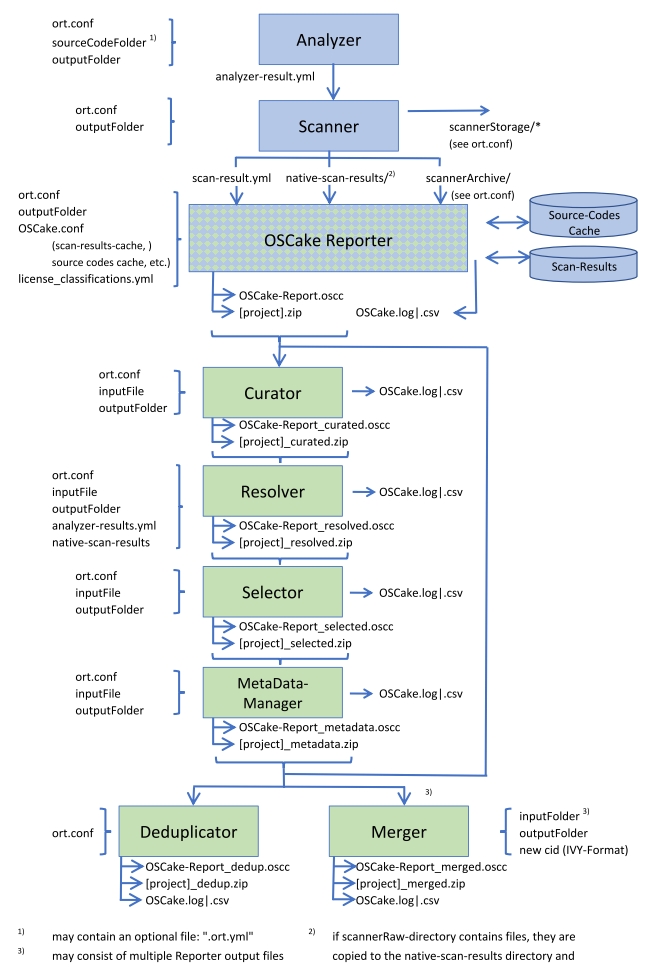 ort.conf
sourceCodeFolder 1)
outputFolder
Analyzer
analyzer-result.yml
ort.conf
outputFolder
Scanner
scannerStorage/*
(see ort.conf)
scan-result.yml
native-scan-results/2)
scannerArchive/
(see ort.conf)
ort.conf
outputFolder
OSCake.conf
(scan-results-cache, )
source codes cache, etc.)
license_classifications.yml
OSCake Reporter
Source-Codes
Cache
Scan-Results
OSCake-Report.oscc
[project].zip
OSCake.log|.csv
ort.conf
inputFile
outputFolder
Curator
OSCake.log|.csv
OSCake-Report_curated.oscc
[project]_curated.zip
ort.conf
inputFile
outputFolder
analyzer-results.yml
native-scan-results
Resolver
OSCake.log|.csv
OSCake-Report_resolved.oscc
[project]_resolved.zip
ort.conf
inputFile
outputFolder
Selector
OSCake.log|.csv
OSCake-Report_selected.oscc
[project]_selected.zip
ort.conf
inputFile
outputFolder
MetaData-
Manager
OSCake.log|.csv
OSCake-Report_metadata.oscc
[project]_metadata.zip
3)
ort.conf
Deduplicator
OSCake-Report_dedup.oscc
[project]_dedup.zip
OSCake.log|.csv
Merger
inputFolder 3)
outputFolder
new cid (IVY-Format)
OSCake-Report_merged.oscc
[project]_merged.zip
OSCake.log|.csv
1) may contain an optional file: ".ort.yml"
3) may consist of multiple Reporter output files
2) if scannerRaw-directory contains files, they are
copied to the native-scan-results directory and